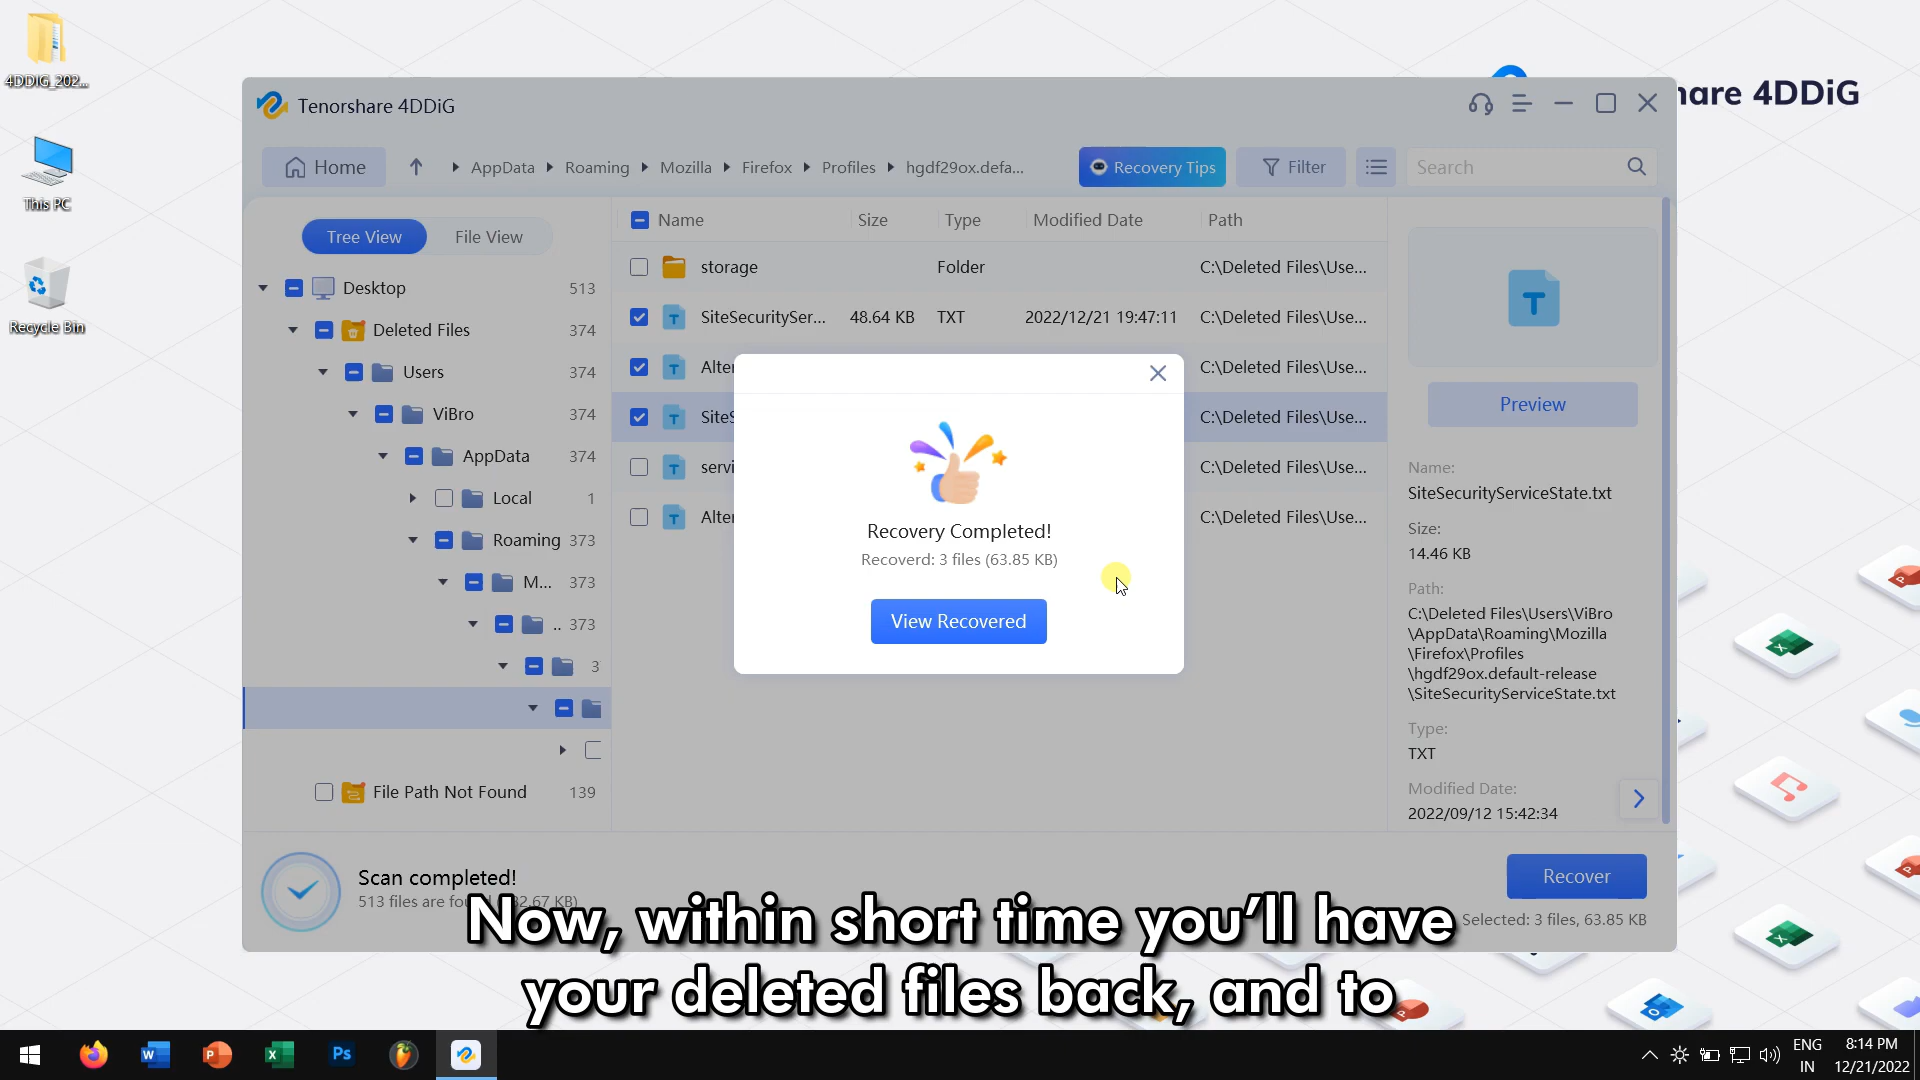 4DDiG_202...
This PC
Recycle Bin
Tenorshare 4DDiG
hare 4DDiG
Home
AppData
Roaming
Mozilla
Firefox
Profiles
hgdf29ox.defa...
Recovery Tips
Filter
Search
Tree View
File View
Desktop 513
Deleted Files 374
Users 374
ViBro 374
AppData 374
Local 1
Roaming 373
M... 373
.. 373
3
File Path Not Found 139
Name Size Type Modified Date Path
storage Folder C:\Deleted Files\Use...
SiteSecuritySer... 48.64 KB TXT 2022/12/21 19:47:11 C:\Deleted Files\Use...
Alter C:\Deleted Files\Use...
SiteS C:\Deleted Files\Use...
servi C:\Deleted Files\Use...
Alter C:\Deleted Files\Use...
Recovery Completed!
Recoverd: 3 files (63.85 KB)
View Recovered
Preview
Name:
SiteSecurityServiceState.txt
Size:
14.46 KB
Path:
C:\Deleted Files\Users\ViBro
\AppData\Roaming\Mozilla
\Firefox\Profiles
\hgdf29ox.default-release
\SiteSecurityServiceState.txt
Type:
TXT
Modified Date:
2022/09/12 15:42:34
Scan completed!
513 files are fou
32.67 KB)
Recover
Selected: 3 files, 63.85 KB
Now, within short time you'll have
your deleted files back, and to
W
P
X
Ps
ENG
IN
8:14 PM
12/21/2022